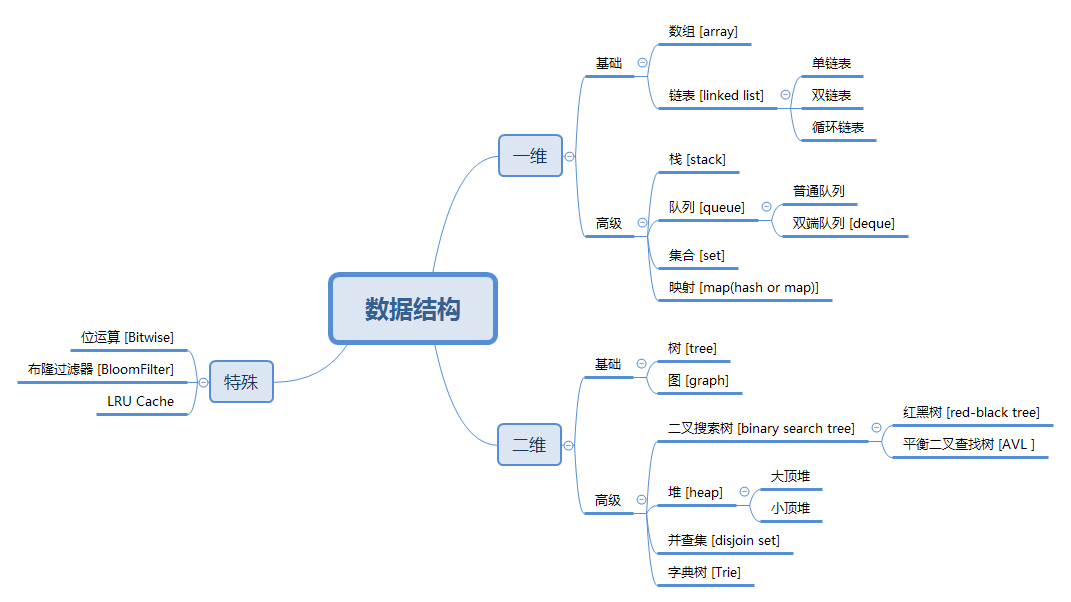 数据结构
一维
基础
数组 [array]
链表 [linked list]
单链表
双链表
循环链表
高级
栈 [stack]
队列 [queue]
普通队列
双端队列 [deque]
集合 [set]
映射 [map(hash or map)]
二维
基础
树 [tree]
图 [graph]
高级
二叉搜索树 [binary search tree]
红黑树 [red-black tree]
平衡二叉查找树 [AVL ]
堆 [heap]
大顶堆
小顶堆
并查集 [disjoin set]
字典树 [Trie]
特殊
位运算 [Bitwise]
布隆过滤器 [BloomFilter]
LRU Cache